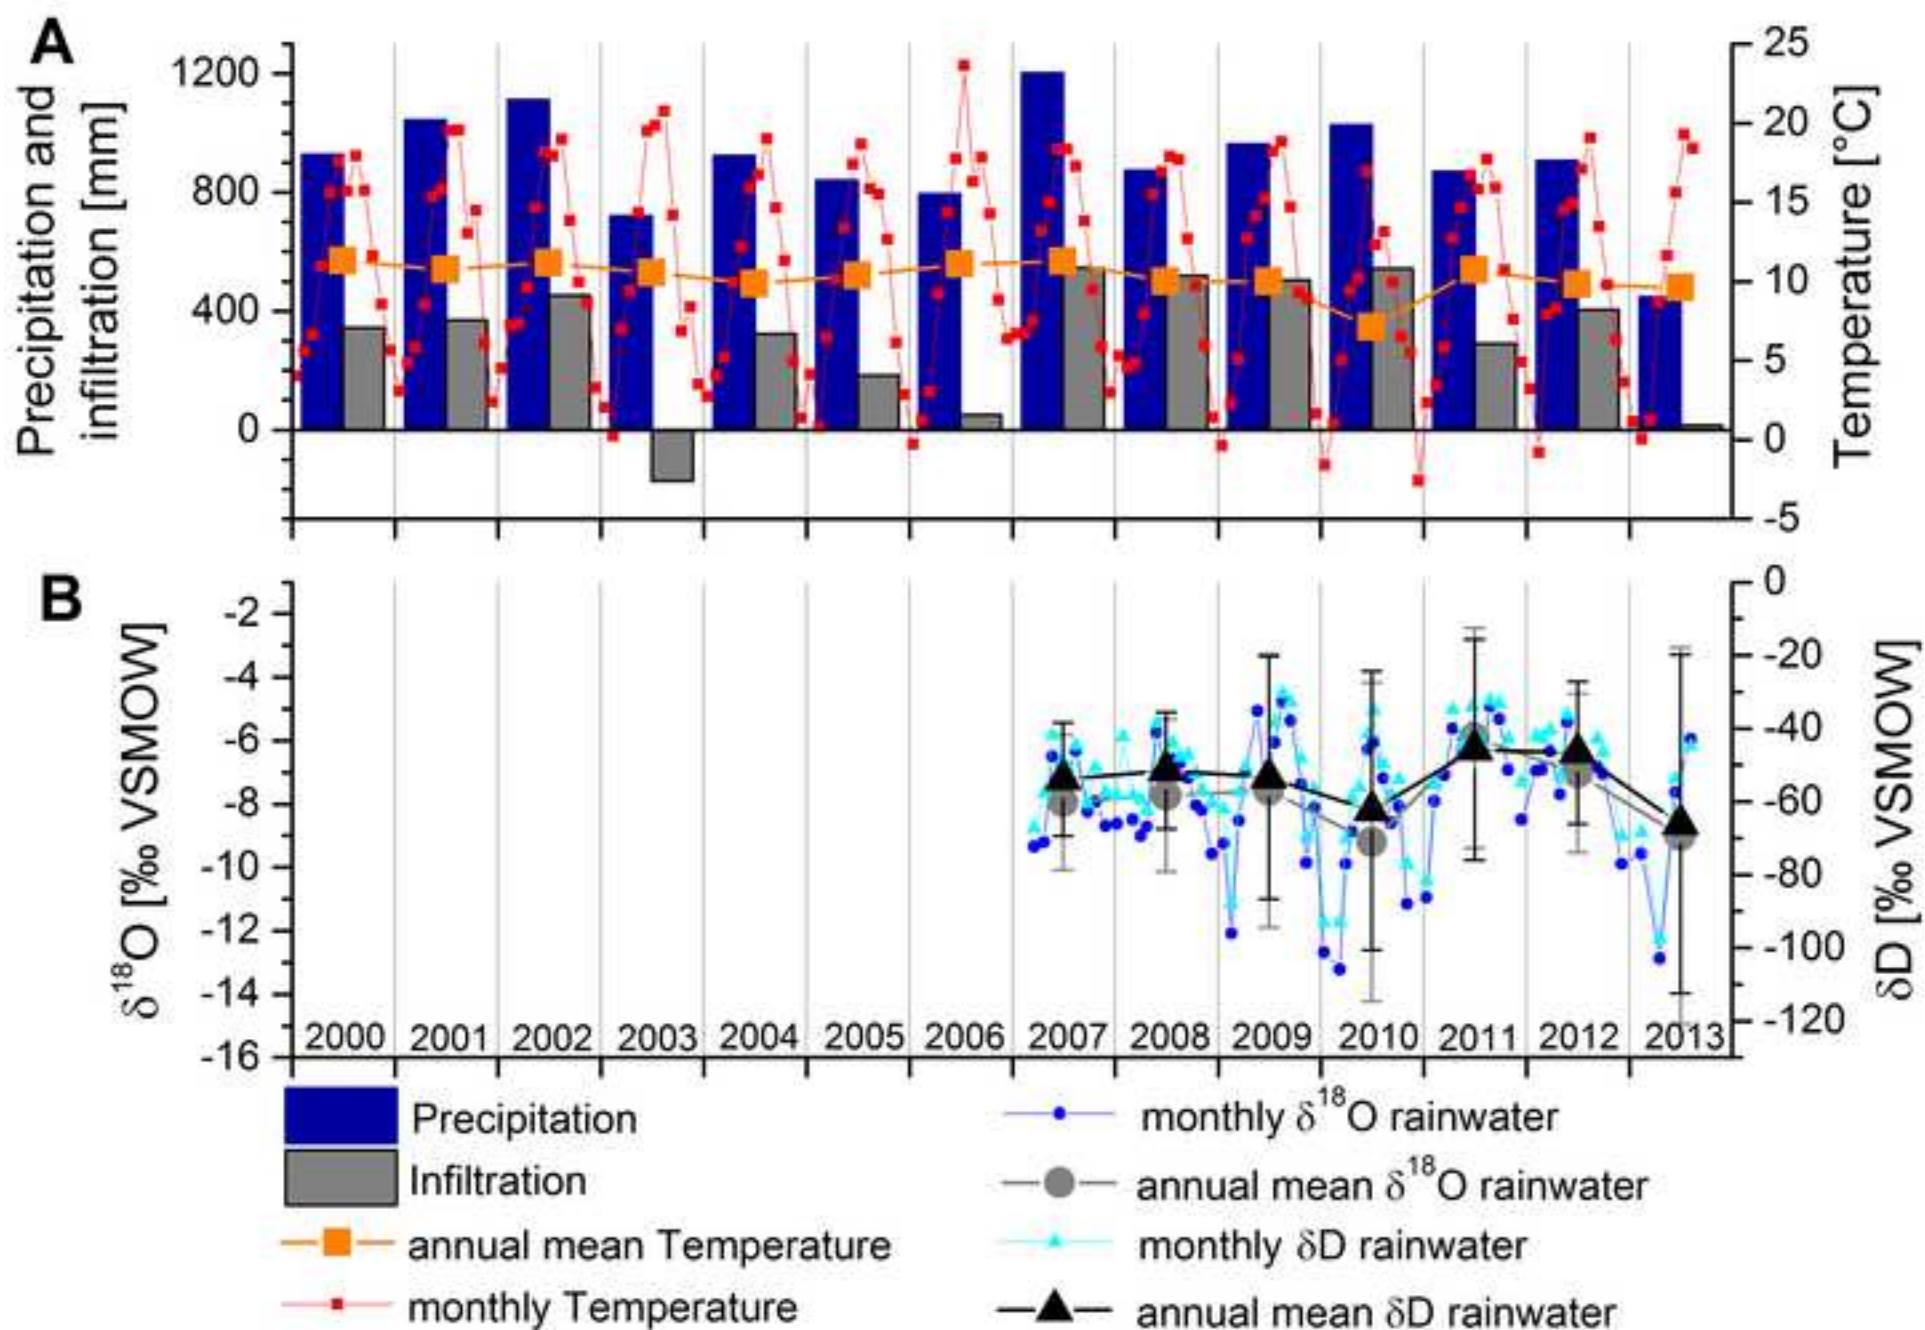 A
Precipitation and
infiltration [mm]
1200
800
400
0
25
20
15
10
5
0
-5
Temperature [°C]
B
δ¹⁸O [‰ VSMOW]
-2
-4
-6
-8
-10
-12
-14
-16
0
-20
-40
-60
-80
-100
-120
δD [‰ VSMOW]
2000 2001 2002 2003 2004 2005 2006 2007 2008 2009 2010 2011 2012 2013
Precipitation
Infiltration
annual mean Temperature
monthly Temperature
monthly δ¹⁸O rainwater
annual mean δ¹⁸O rainwater
monthly δD rainwater
annual mean δD rainwater